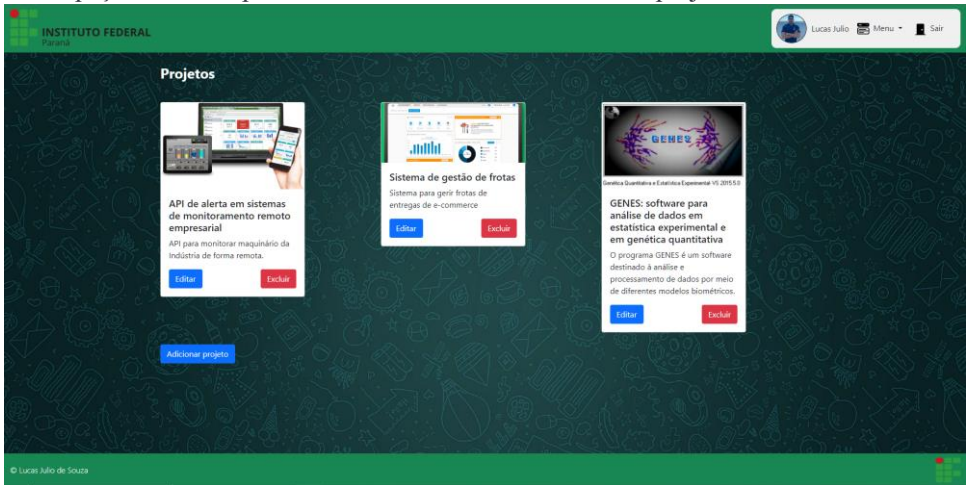 INSTITUTO FEDERAL
Paraná
Lucas Julio
Menu
Sair
Projetos
API de alerta em sistemas
de monitoramento remoto
empresarial
API para monitorar maquinário da
Indústria de forma remota.
Editar
Excluir
Sistema de gestão de frotas
Sistema para gerir frotas de
entregas de e-commerce
Editar
Excluir
GENES
Genética Quantitativa e Estatística Experimental-VS 2015.5.0
GENES: software para
análise de dados em
estatística experimental e
em genética quantitativa
O programa GENES é um software
destinado à análise e
processamento de dados por meio
de diferentes modelos biométricos.
Editar
Excluir
Adicionar projeto
© Lucas Julio de Souza